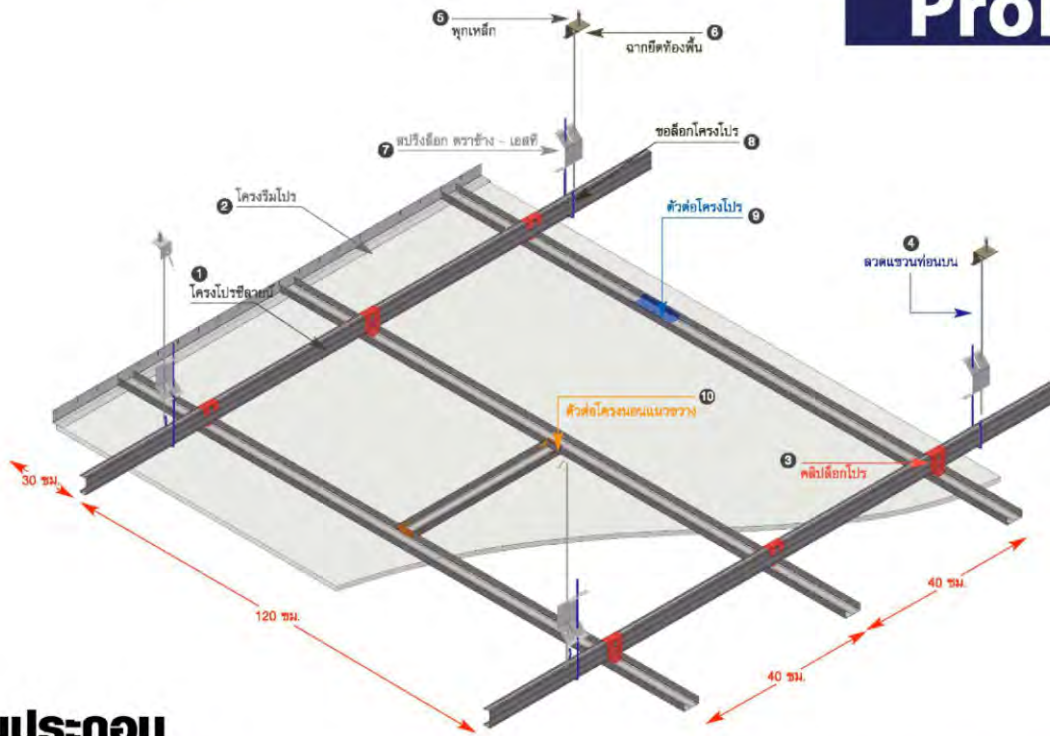 Pro
5
พุกเหล็ก
6
ฉากยึดท้องพื้น
7 สปริงล็อก ตราช้าง - เอสที
ขอล็อกโครงโปร 8
2 โครงริมโปร
ตัวต่อโครงโปร 9
4
ลวดแขวนท่อนบน
1
โครงโปรซีลายน์
10
ตัวต่อโครงนอนแนวขวาง
3
คลิปล็อกโปร
30 ซม.
120 ซม.
40 ซม.
40 ซม.
นประกอบ